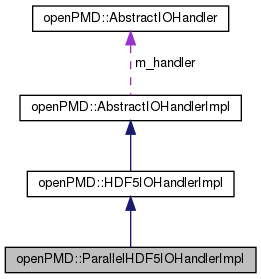 openPMD::AbstractIOHandler
m_handler
openPMD::AbstractIOHandlerImpl
openPMD::HDF5IOHandlerImpl
openPMD::ParallelHDF5IOHandlerImpl